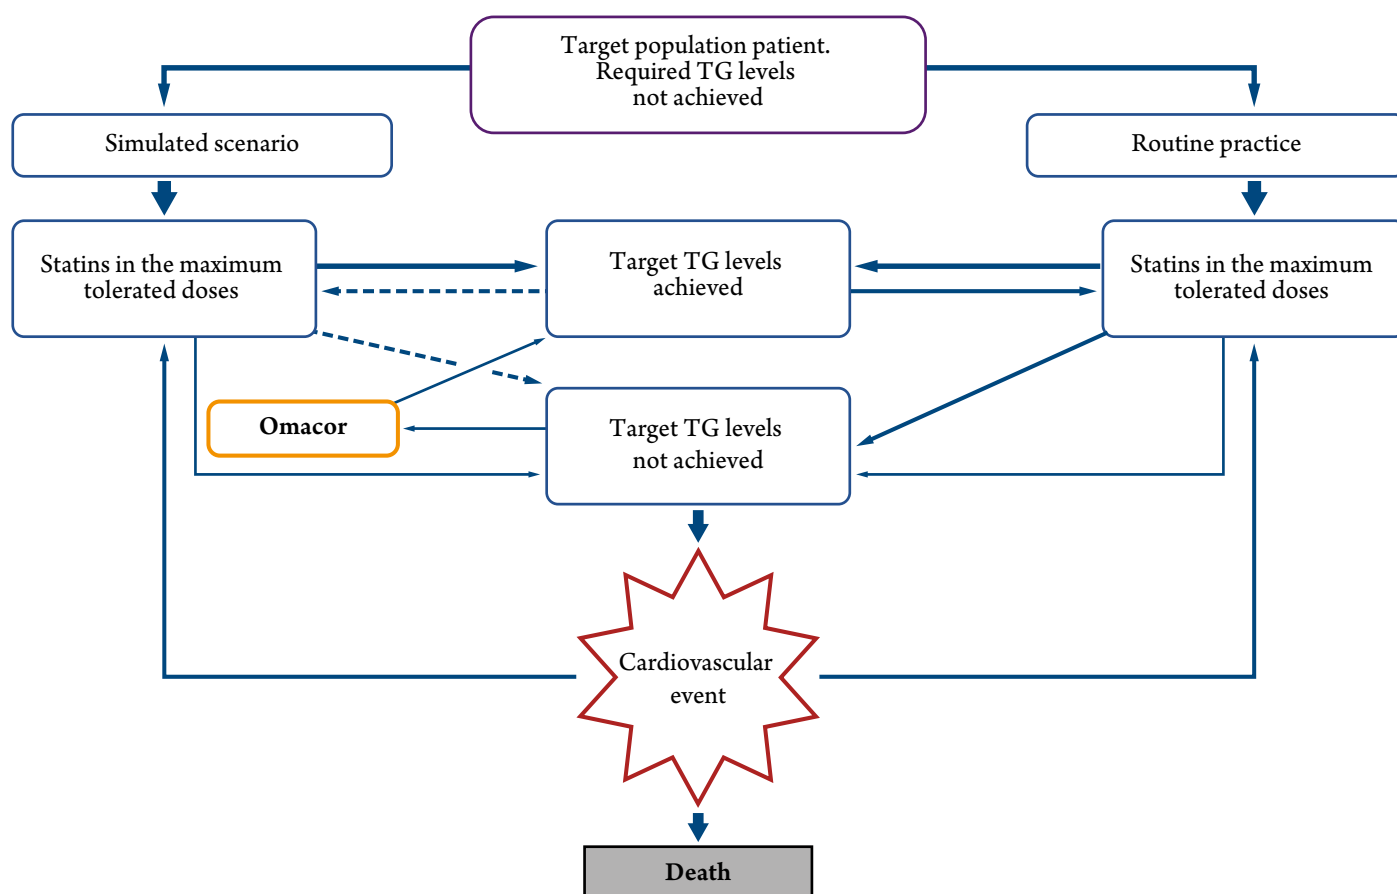 Target population patient.
Required TG levels
not achieved
Simulated scenario
Routine practice
Statins in the maximum
tolerated doses
Target TG levels
achieved
Statins in the maximum
tolerated doses
Omacor
Target TG levels
not achieved
Cardiovascular
event
Death